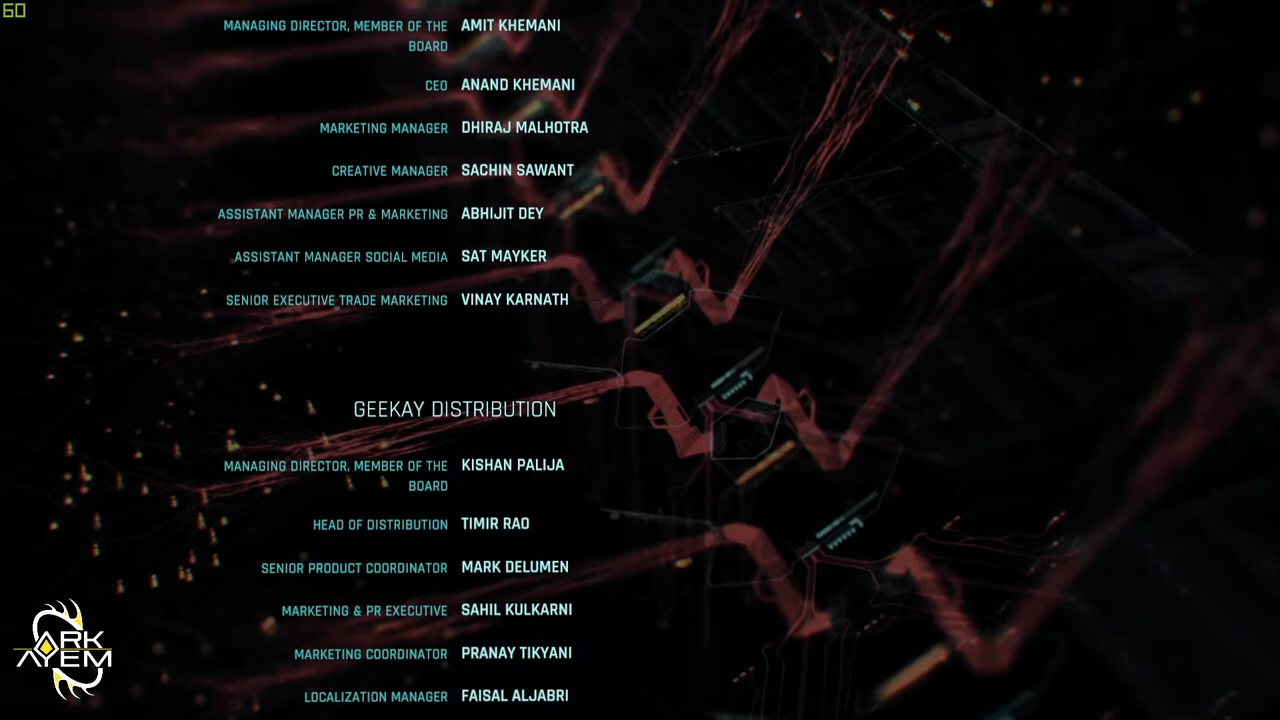 60
MANAGING DIRECTOR, MEMBER OF THE BOARD AMIT KHEMANI
CEO ANAND KHEMANI
MARKETING MANAGER DHIRAJ MALHOTRA
CREATIVE MANAGER SACHIN SAWANT
ASSISTANT MANAGER PR & MARKETING ABHIJIT DEY
ASSISTANT MANAGER SOCIAL MEDIA SAT MAYKER
SENIOR EXECUTIVE TRADE MARKETING VINAY KARNATH
GEEKAY DISTRIBUTION
MANAGING DIRECTOR, MEMBER OF THE BOARD KISHAN PALIJA
HEAD OF DISTRIBUTION TIMIR RAO
SENIOR PRODUCT COORDINATOR MARK DELUMEN
MARKETING & PR EXECUTIVE SAHIL KULKARNI
MARKETING COORDINATOR PRANAY TIKYANI
LOCALIZATION MANAGER FAISAL ALJABRI
ARK
AYEM